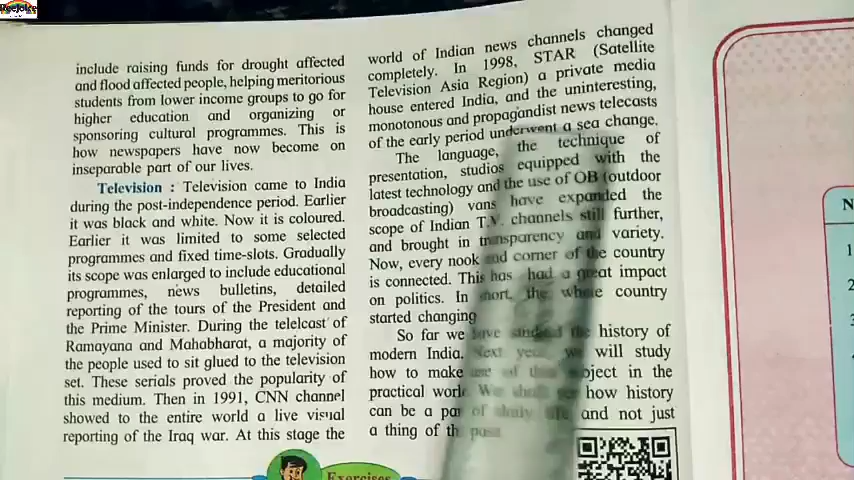 Reejoice
include raising funds for drought affected
and flood affected people, helping meritorious
students from lower income groups to go for
higher education and organizing or
sponsoring cultural programmes. This is
how newspapers have now become on
inseparable part of our lives.
Television : Television came to India
during the post-independence period. Earlier
it was black and white. Now it is coloured.
Earlier it was limited to some selected
programmes and fixed time-slots. Gradually
its scope was enlarged to include educational
programmes, news bulletins, detailed
reporting of the tours of the President and
the Prime Minister. During the telelcast of
Ramayana and Mahabharat, a majority of
the people used to sit glued to the television
set. These serials proved the popularity of
this medium. Then in 1991, CNN channel
showed to the entire world a live visual
reporting of the Iraq war. At this stage the
world of Indian news channels changed
completely. In 1998, STAR (Satellite
Television Asia Region) a private media
house entered India, and the uninteresting,
monotonous and propagandist news telecasts
of the early period underwent a sea change.
The language, the technique of
presentation, studios equipped with the
latest technology and the use of OB (outdoor
broadcasting) vans have expanded the
scope of Indian T.V. channels still further,
and brought in transparency and variety.
Now, every nook and corner of the country
is connected. This has had a great impact
on politics. In short, the whole country
started changing
So far we have studied the history of
modern India. Next year, we will study
how to make use of this subject in the
practical world. We shall see how history
can be a part of daily life and not just
a thing of the past
Exercises
N
1
2
3